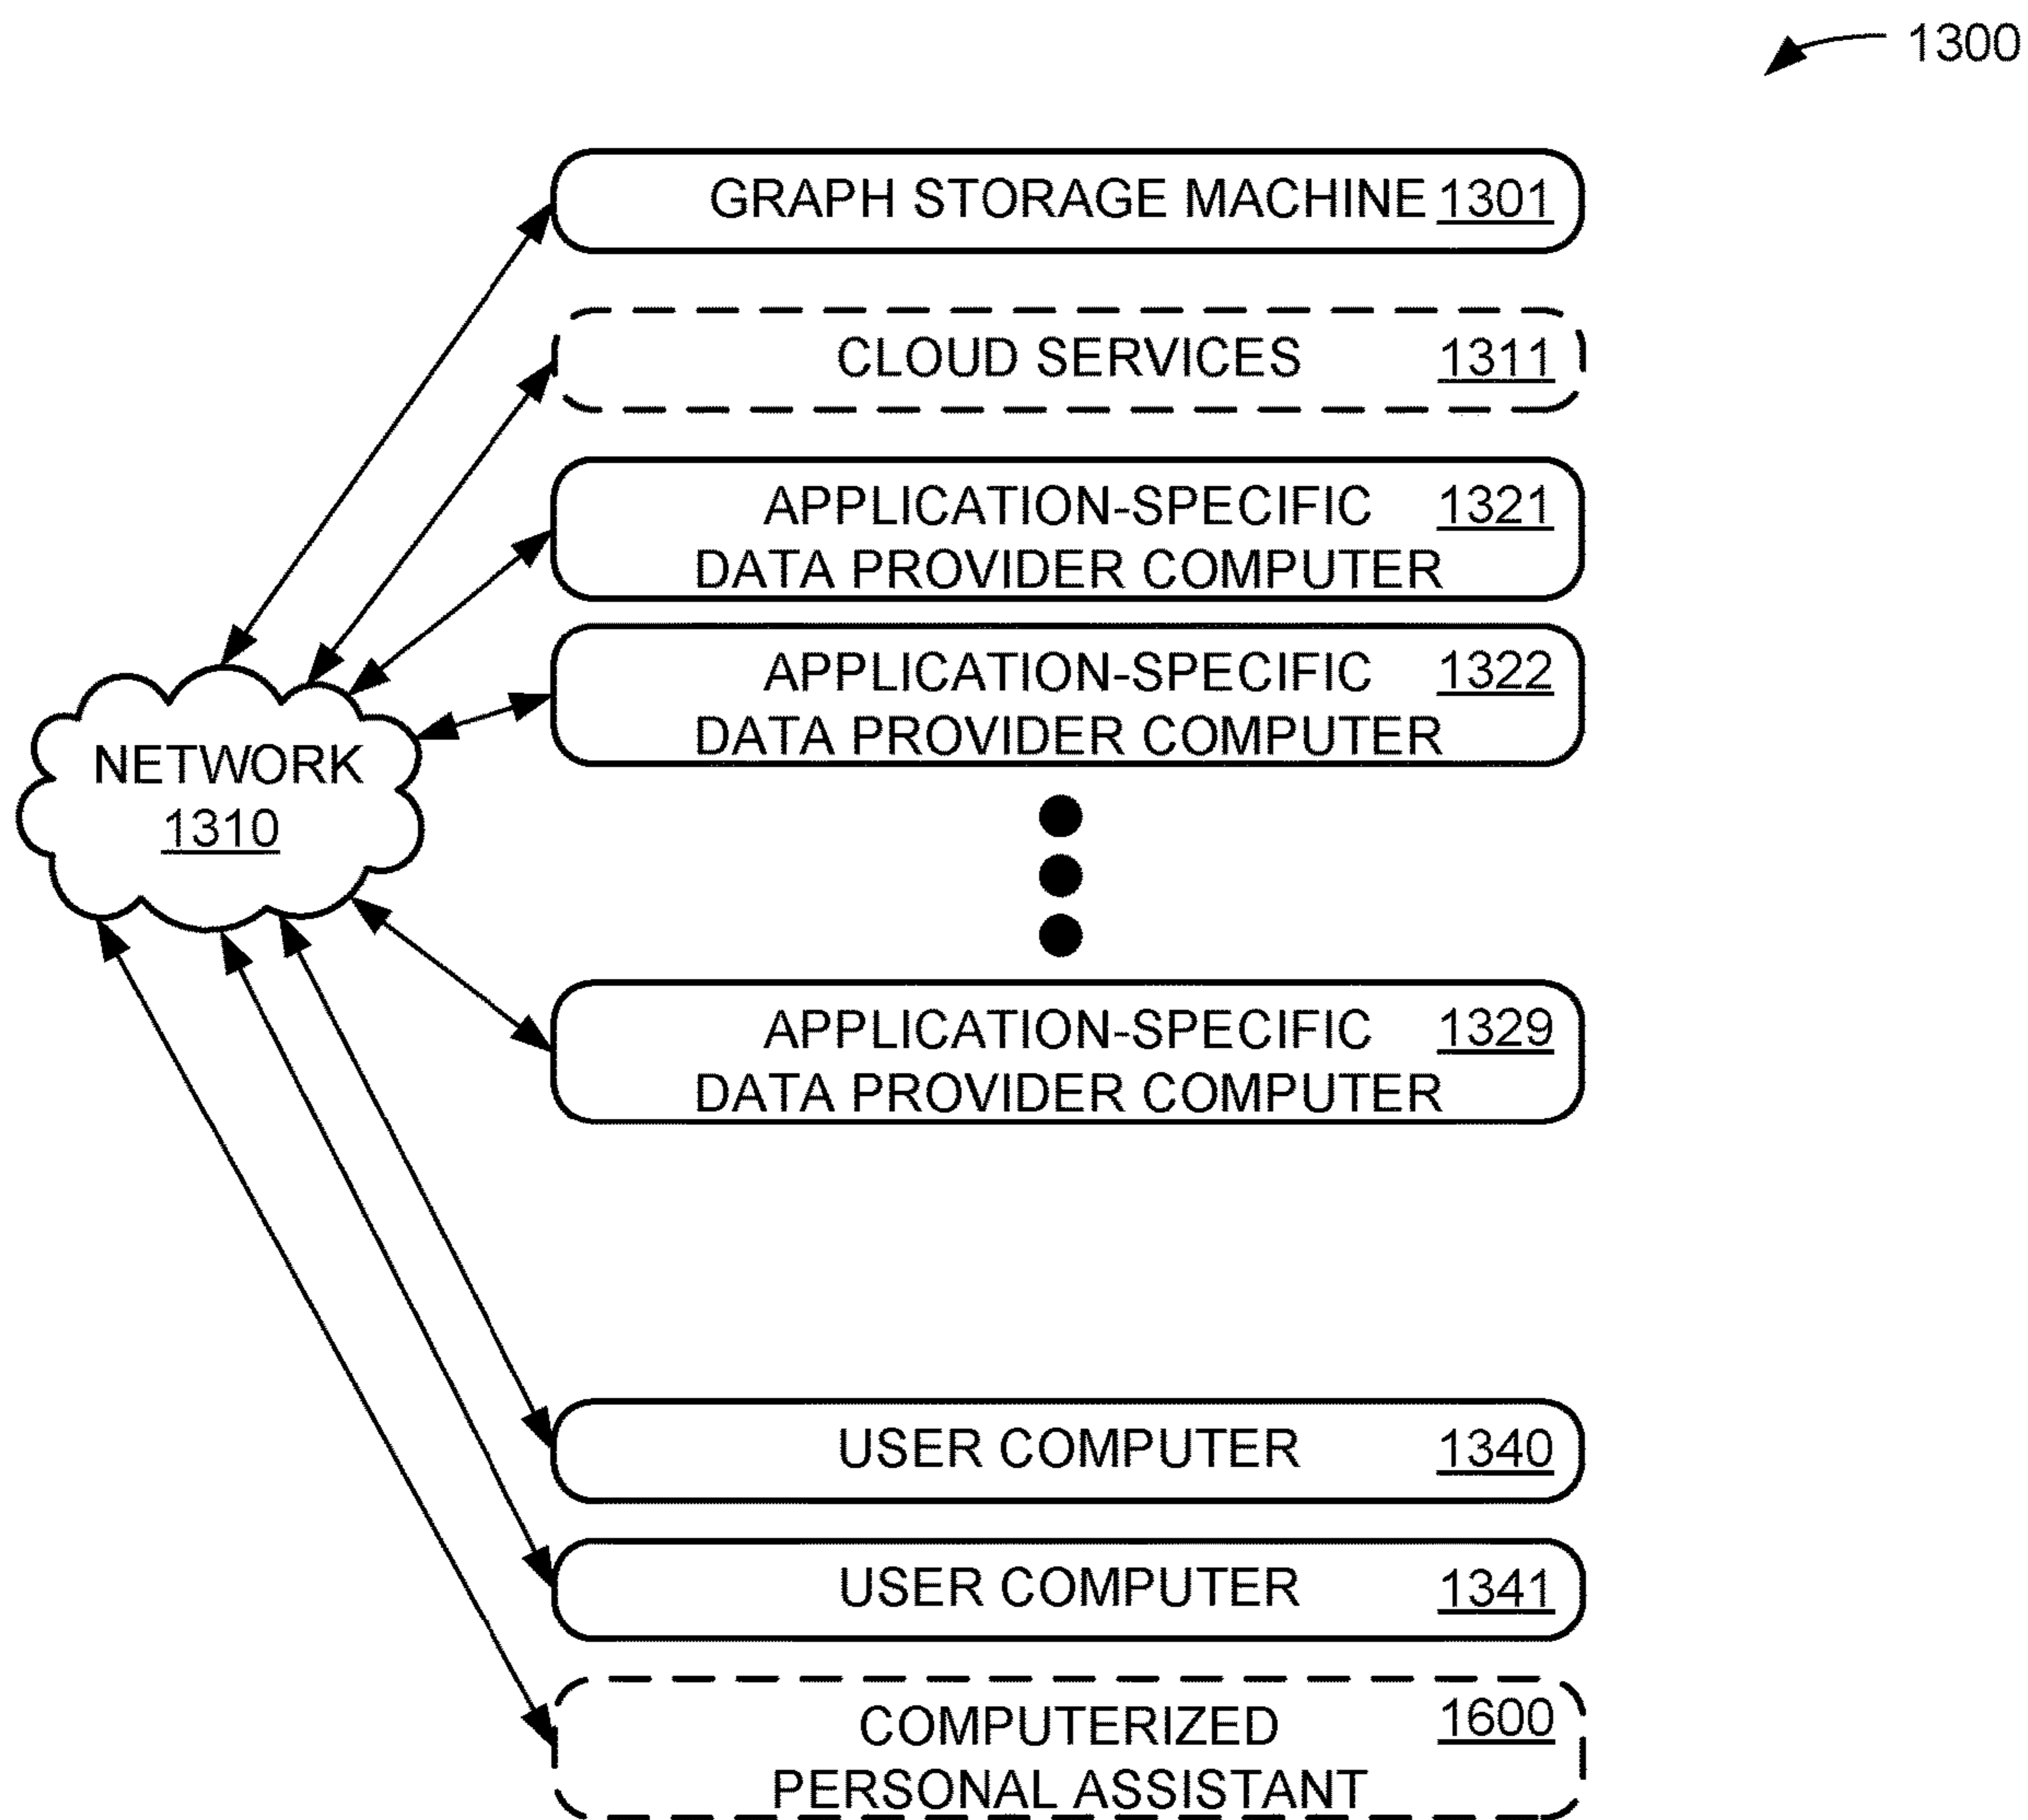 1300
GRAPH STORAGE MACHINE 1301
CLOUD SERVICES 1311
APPLICATION-SPECIFIC 1321
DATA PROVIDER COMPUTER
APPLICATION-SPECIFIC 1322
DATA PROVIDER COMPUTER
NETWORK
1310
APPLICATION-SPECIFIC 1329
DATA PROVIDER COMPUTER
USER COMPUTER 1340
USER COMPUTER 1341
COMPUTERIZED 1600
PERSONAL ASSISTANT